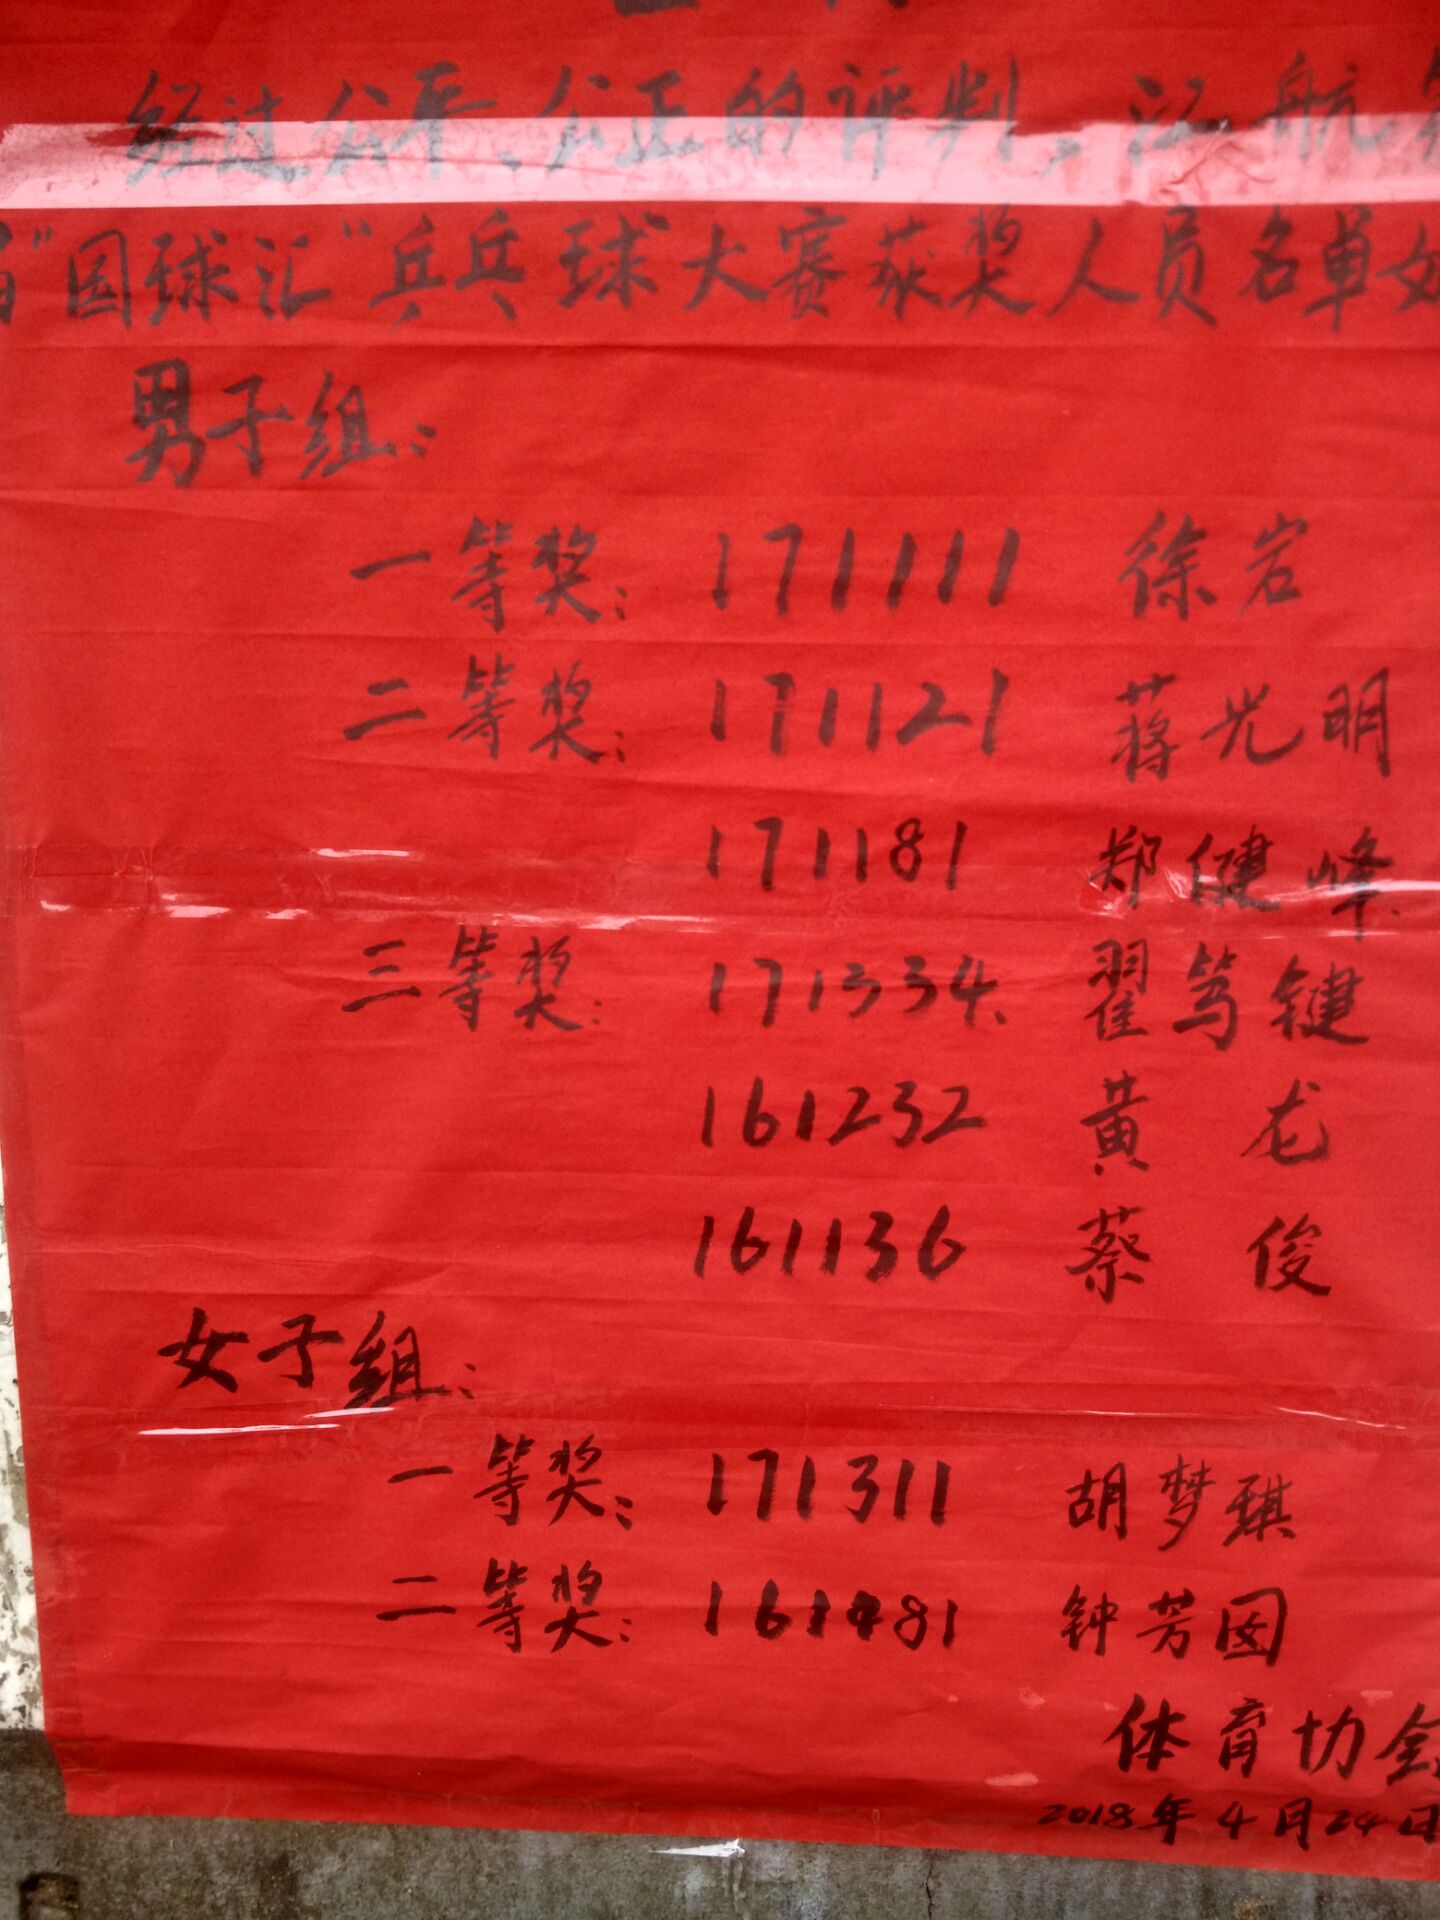 经过公平、公正的评判,江航
"国球汇"乒乓球大赛获奖人员名单如
男子组:
一等奖: 171111 徐岩
二等奖: 171121 蒋光明
171181 郑健峰
三等奖: 171334 翟笃键
161232 黄龙
161136 蔡俊
女子组:
一等奖: 171311 胡梦琪
二等奖: 161481 钟芳园
体育协会
2018年4月24日